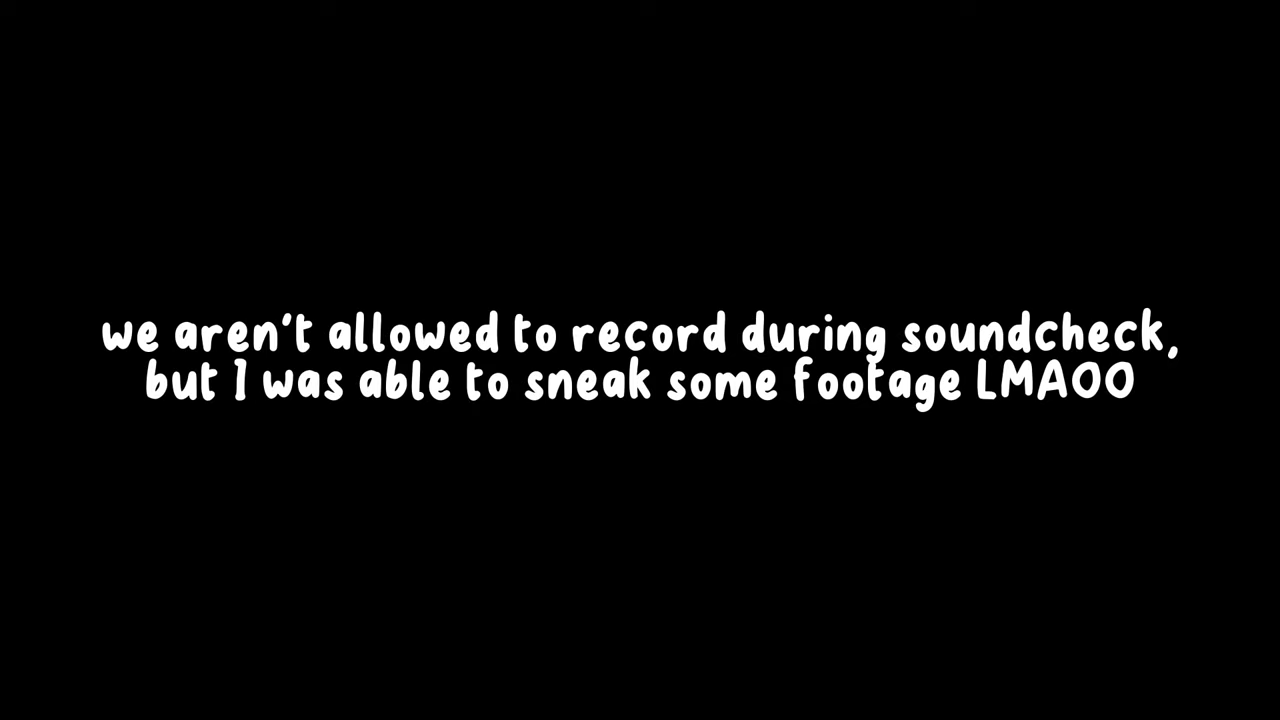 we aren't allowed to record during soundcheck,
but I was able to sneak some footage LMAOO